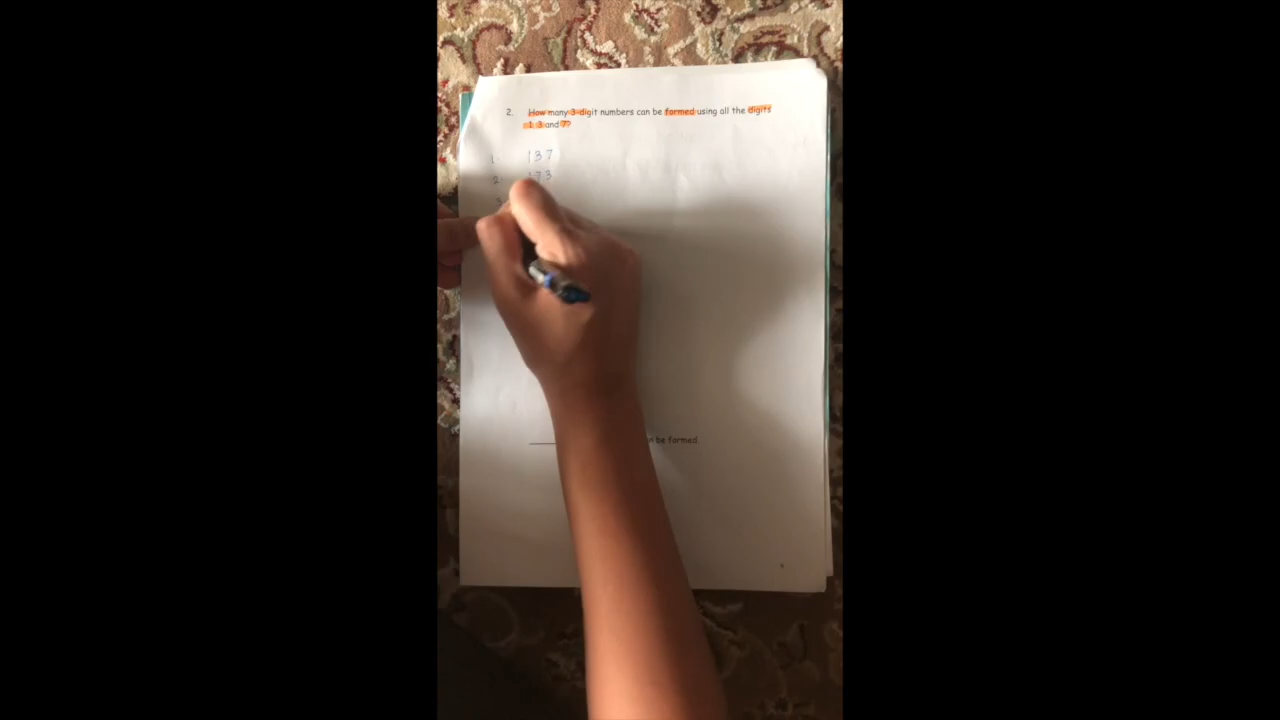 2. How many 3-digit numbers can be formed using all the digits
1 3 and 7?
1 137
2 173
3
be formed.